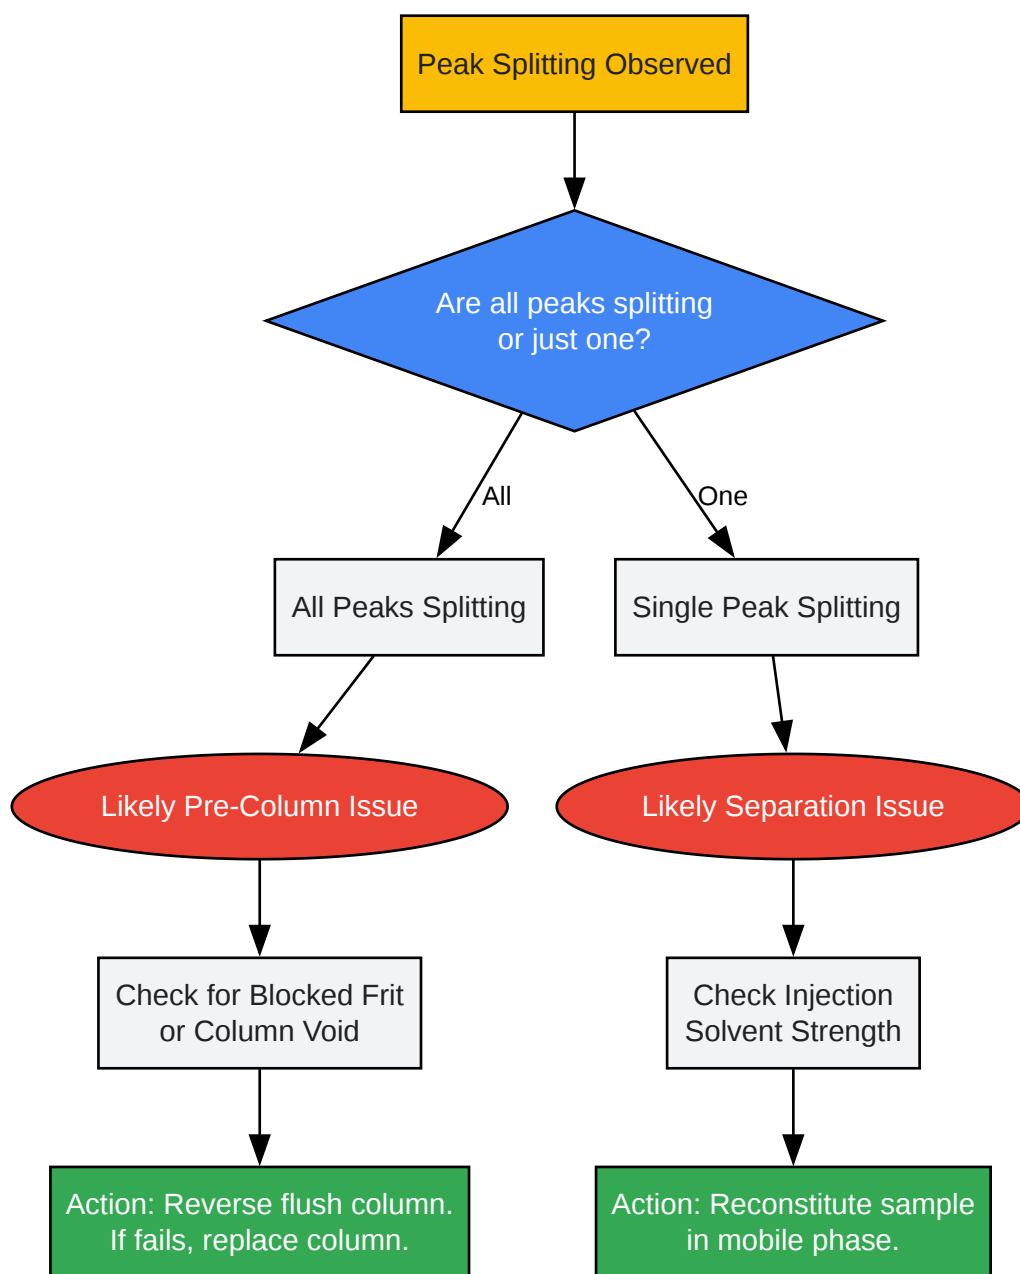 Peak Splitting Observed
Are all peaks splitting
or just one?
All
One
All Peaks Splitting
Single Peak Splitting
Likely Pre-Column Issue
Likely Separation Issue
Check for Blocked Frit
or Column Void
Check Injection
Solvent Strength
Action: Reverse flush column.
If fails, replace column.
Action: Reconstitute sample
in mobile phase.